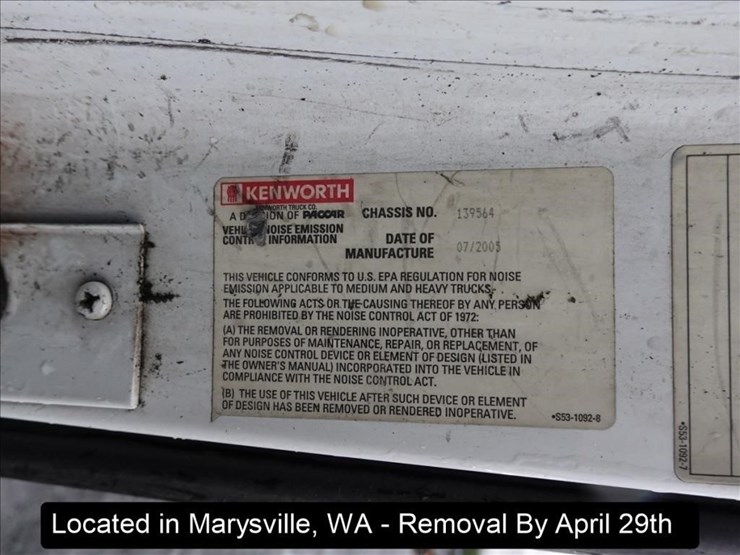 KENWORTH
KENWORTH TRUCK CO.
A DIVISION OF PACCAR CHASSIS NO. 139564
VEHICLE NOISE EMISSION
CONTROL INFORMATION DATE OF
MANUFACTURE 07/2005
THIS VEHICLE CONFORMS TO U.S. EPA REGULATION FOR NOISE
EMISSION APPLICABLE TO MEDIUM AND HEAVY TRUCKS.
THE FOLLOWING ACTS OR THE CAUSING THEREOF BY ANY PERSON
ARE PROHIBITED BY THE NOISE CONTROL ACT OF 1972:
(A) THE REMOVAL OR RENDERING INOPERATIVE, OTHER THAN
FOR PURPOSES OF MAINTENANCE, REPAIR, OR REPLACEMENT, OF
ANY NOISE CONTROL DEVICE OR ELEMENT OF DESIGN (LISTED IN
THE OWNER'S MANUAL) INCORPORATED INTO THE VEHICLE IN
COMPLIANCE WITH THE NOISE CONTROL ACT.
(B) THE USE OF THIS VEHICLE AFTER SUCH DEVICE OR ELEMENT
OF DESIGN HAS BEEN REMOVED OR RENDERED INOPERATIVE.
•S53-1092-8
•S53-1092-7
Located in Marysville, WA - Removal By April 29th